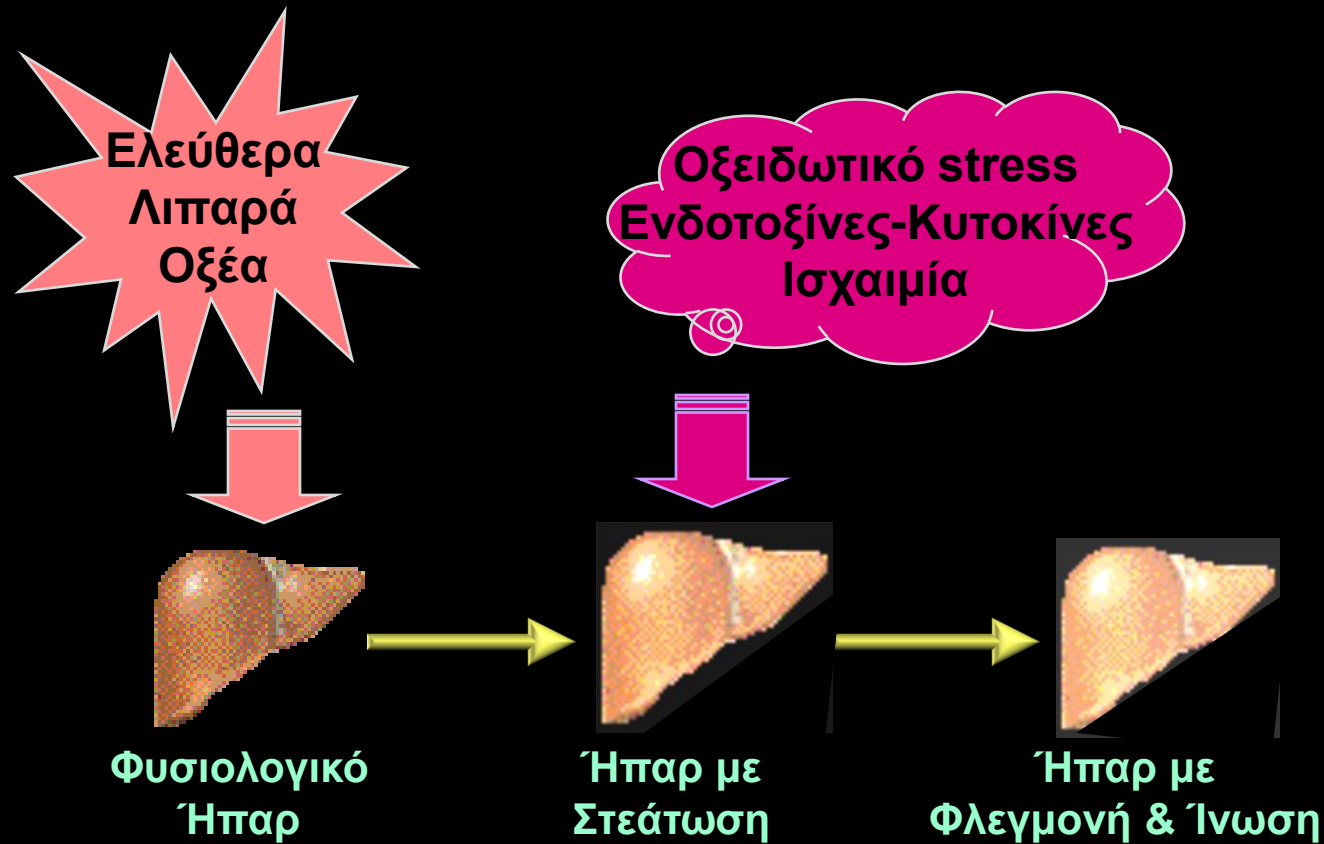 Ελεύθερα
Λιπαρά
Οξέα
Οξειδωτικό stress
Ενδοτοξίνες-Κυτοκίνες
Ισχαιμία
Φυσιολογικό
Ήπαρ
Ήπαρ με
Στεάτωση
Ήπαρ με
Φλεγμονή & Ίνωση